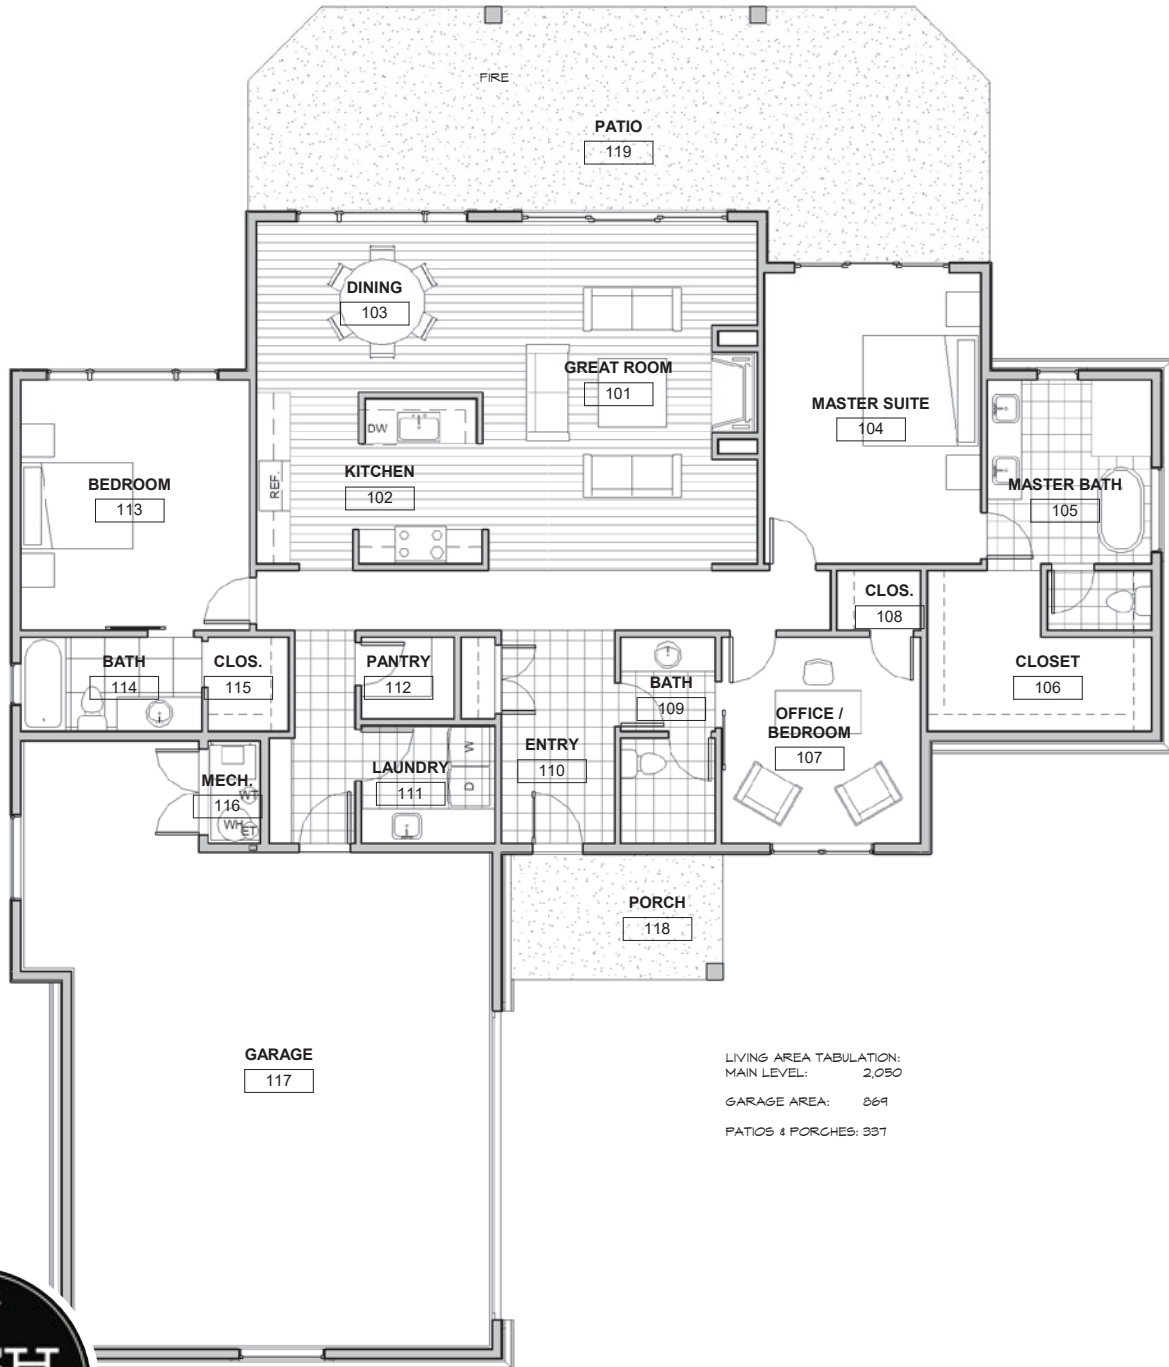 FIRE
PATIO
119
DINING
103
GREAT ROOM
101
MASTER SUITE
104
DW
KITCHEN
102
REF.
BEDROOM
113
MASTER BATH
105
CLOS.
108
BATH
114
CLOS.
115
PANTRY
112
BATH
109
CLOSET
106
OFFICE /
BEDROOM
107
ENTRY
110
LAUNDRY
111
W
D
MECH.
116
WT
WH
ET
PORCH
118
GARAGE
117
LIVING AREA TABULATION:
MAIN LEVEL: 2,050
GARAGE AREA: 869
PATIOS & PORCHES: 337